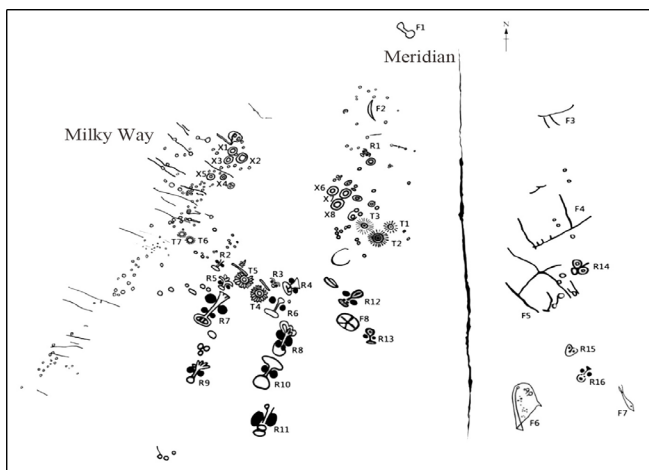 F1
N
Meridian
F2
F3
Milky Way
X1
X3 X2
R1
X5
X4
X6
X7
X8
T3 T1
T2
F4
T7 T6
R2
T5
R5 R3
R4
T4
R14
R7
R6
R12
F5
F8
R13
R8
R15
R9
R10
R16
F7
F6
R11